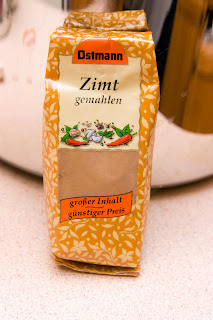 Ostmann
Zimt
gemahlen
großer Inhalt
günstiger Preis